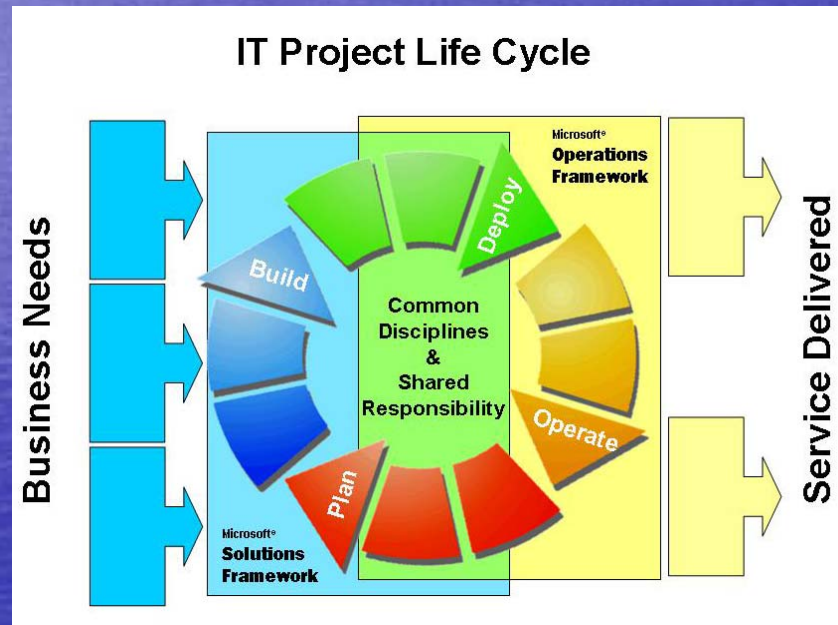 IT Project Life Cycle
Business Needs
Microsoft®
Operations
Framework
Deploy
Build
Common
Disciplines
&
Shared
Responsibility
Operate
Plan
Microsoft®
Solutions
Framework
Service Delivered